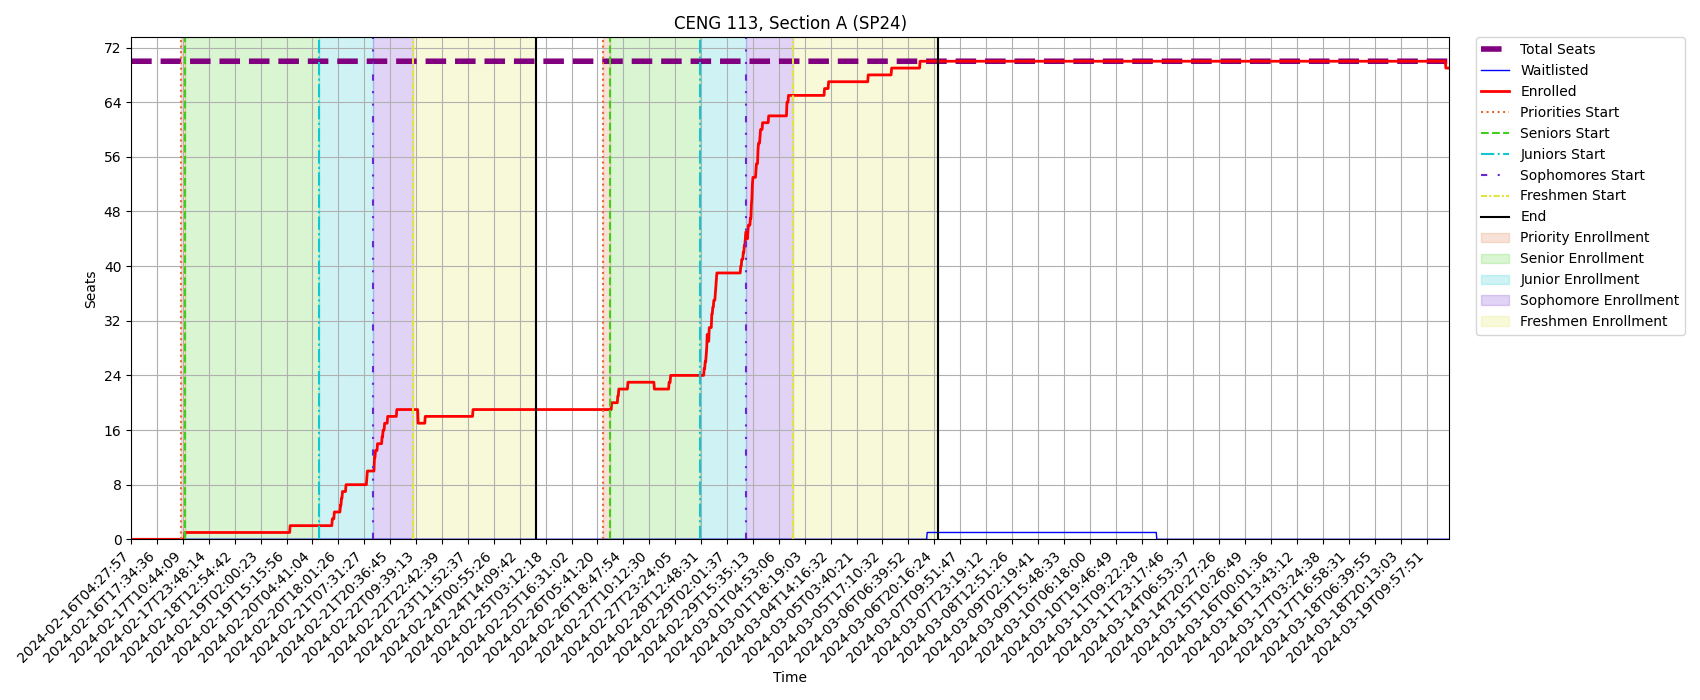 CENG 113, Section A (SP24)
Seats
72
64
56
48
40
32
24
16
8
0
2024-02-16T04:27:57
2024-02-16T17:34:36
2024-02-17T10:44:09
2024-02-17T23:48:14
2024-02-18T12:54:42
2024-02-19T02:00:23
2024-02-19T15:15:56
2024-02-20T04:41:04
2024-02-20T18:01:26
2024-02-21T07:31:27
2024-02-21T20:36:45
2024-02-22T09:39:13
2024-02-22T22:42:39
2024-02-23T11:52:37
2024-02-24T00:55:26
2024-02-24T14:09:42
2024-02-25T03:12:18
2024-02-25T16:31:02
2024-02-26T05:41:20
2024-02-26T18:47:54
2024-02-27T10:12:30
2024-02-27T23:24:05
2024-02-28T12:48:31
2024-02-29T02:01:37
2024-02-29T15:35:13
2024-03-01T04:53:06
2024-03-01T18:19:03
2024-03-04T14:16:32
2024-03-05T03:40:21
2024-03-05T17:10:32
2024-03-06T06:39:52
2024-03-06T20:16:24
2024-03-07T09:51:47
2024-03-07T23:19:12
2024-03-08T12:51:26
2024-03-09T02:19:41
2024-03-09T15:48:33
2024-03-10T06:18:00
2024-03-10T19:46:49
2024-03-11T09:22:28
2024-03-11T23:17:46
2024-03-14T06:53:37
2024-03-14T20:27:26
2024-03-15T10:26:49
2024-03-16T00:01:36
2024-03-16T13:43:12
2024-03-17T03:24:38
2024-03-17T16:58:31
2024-03-18T06:39:55
2024-03-18T20:13:03
2024-03-19T09:57:51
Time
Total Seats
Waitlisted
Enrolled
Priorities Start
Seniors Start
Juniors Start
Sophomores Start
Freshmen Start
End
Priority Enrollment
Senior Enrollment
Junior Enrollment
Sophomore Enrollment
Freshmen Enrollment